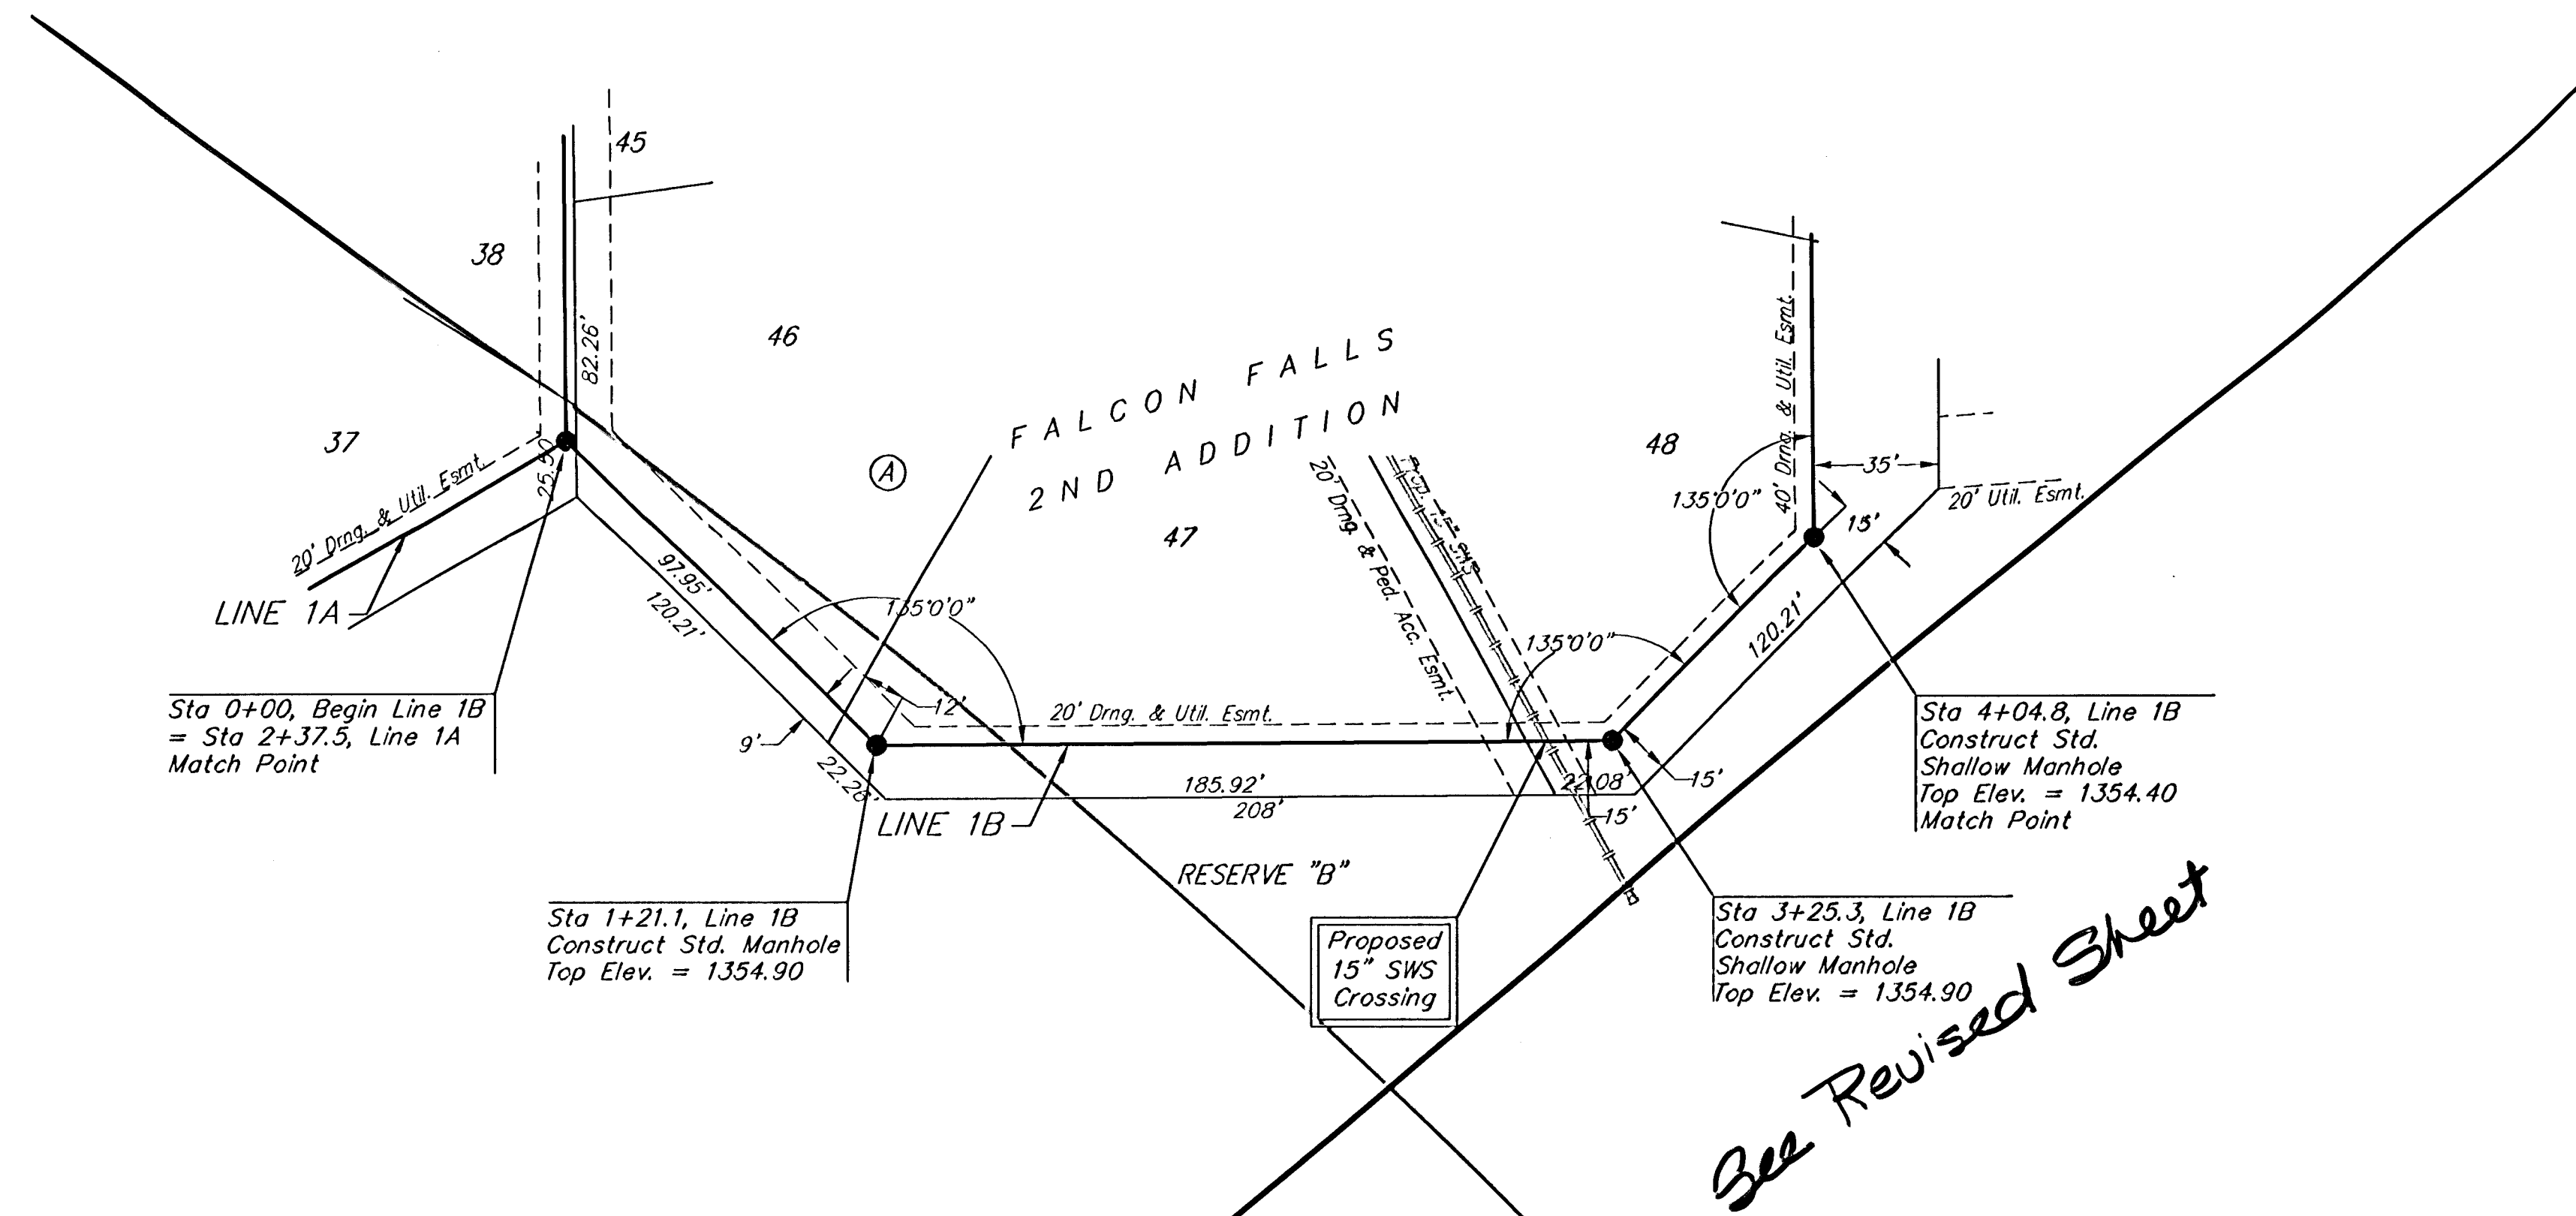 45
38
82.26'
46
FALCON FALLS
2ND ADDITION
37
25.50
20' Drng. & Util. Esmt.
LINE 1A
A
47
48
40' Drng. & Util. Esmt.
35'
135°0'0"
15'
20' Util. Esmt.
20' Drng & Ped. Acc. Esmt.
Prop. 15" SWS
97.95'
120.21'
135°0'0"
135°0'0"
120.21'
Sta 0+00, Begin Line 1B
= Sta 2+37.5, Line 1A
Match Point
12'
20' Drng. & Util. Esmt.
9'
22.26'
185.92'
208'
22.08'
15'
15'
LINE 1B
Sta 4+04.8, Line 1B
Construct Std.
Shallow Manhole
Top Elev. = 1354.40
Match Point
RESERVE "B"
Sta 1+21.1, Line 1B
Construct Std. Manhole
Top Elev. = 1354.90
Proposed
15" SWS
Crossing
Sta 3+25.3, Line 1B
Construct Std.
Shallow Manhole
Top Elev. = 1354.90
See Revised Sheet